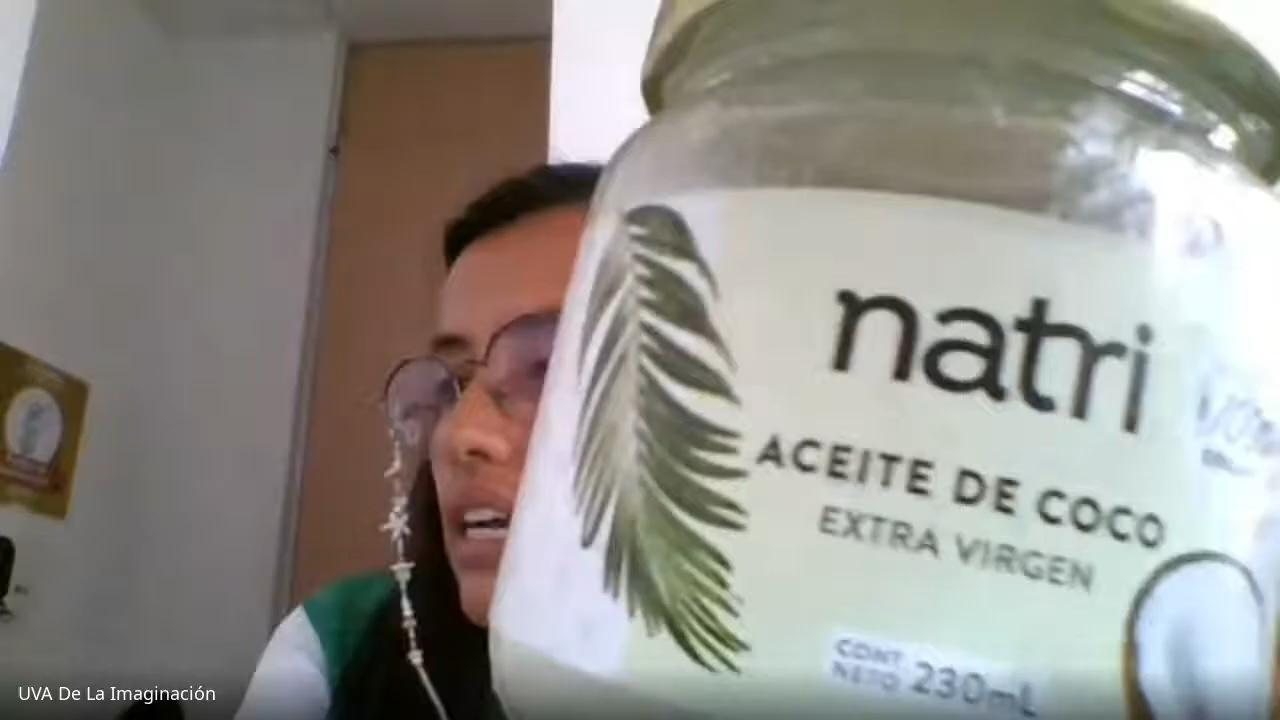 natri
ACEITE DE COCO
EXTRA VIRGEN
CONT
NETO 230mL
UVA De La Imaginación